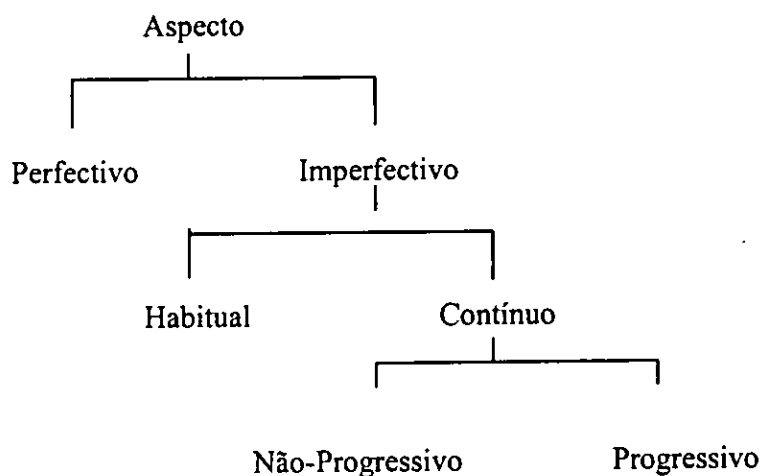 Aspecto
Perfectivo Imperfectivo
Habitual Contínuo
Não-Progressivo Progressivo